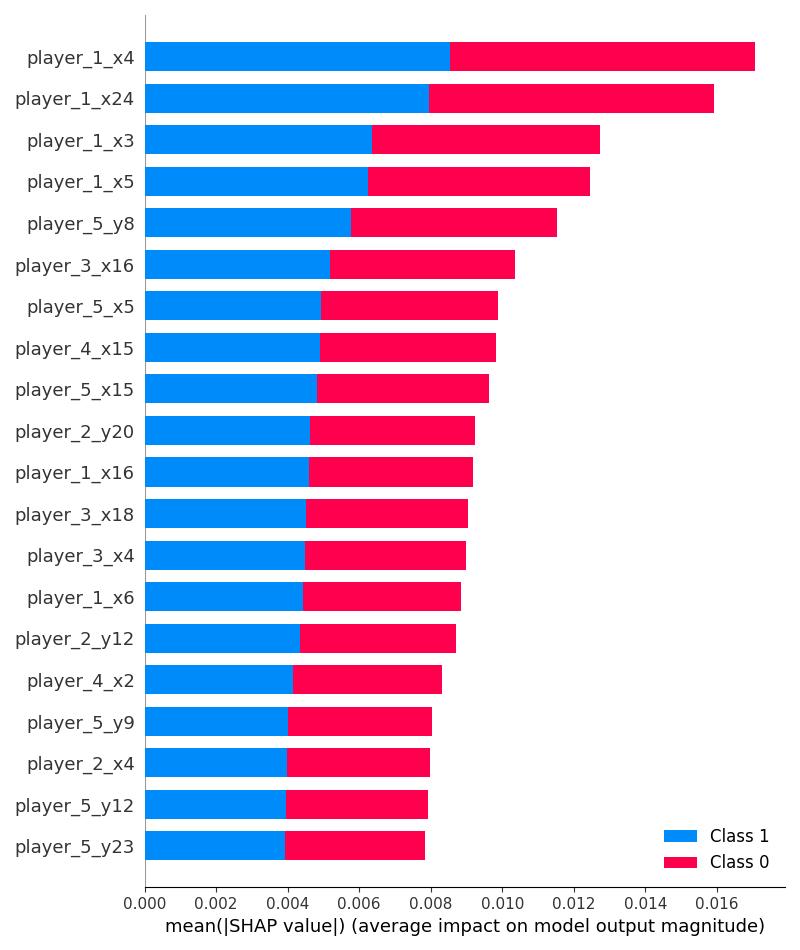 player_1_x4
player_1_x24
player_1_x3
player_1_x5
player_5_y8
player_3_x16
player_5_x5
player_4_x15
player_5_x15
player_2_y20
player_1_x16
player_3_x18
player_3_x4
player_1_x6
player_2_y12
player_4_x2
player_5_y9
player_2_x4
player_5_y12
player_5_y23
Class 1
Class 0
0.000 0.002 0.004 0.006 0.008 0.010 0.012 0.014 0.016
mean(|SHAP value|) (average impact on model output magnitude)